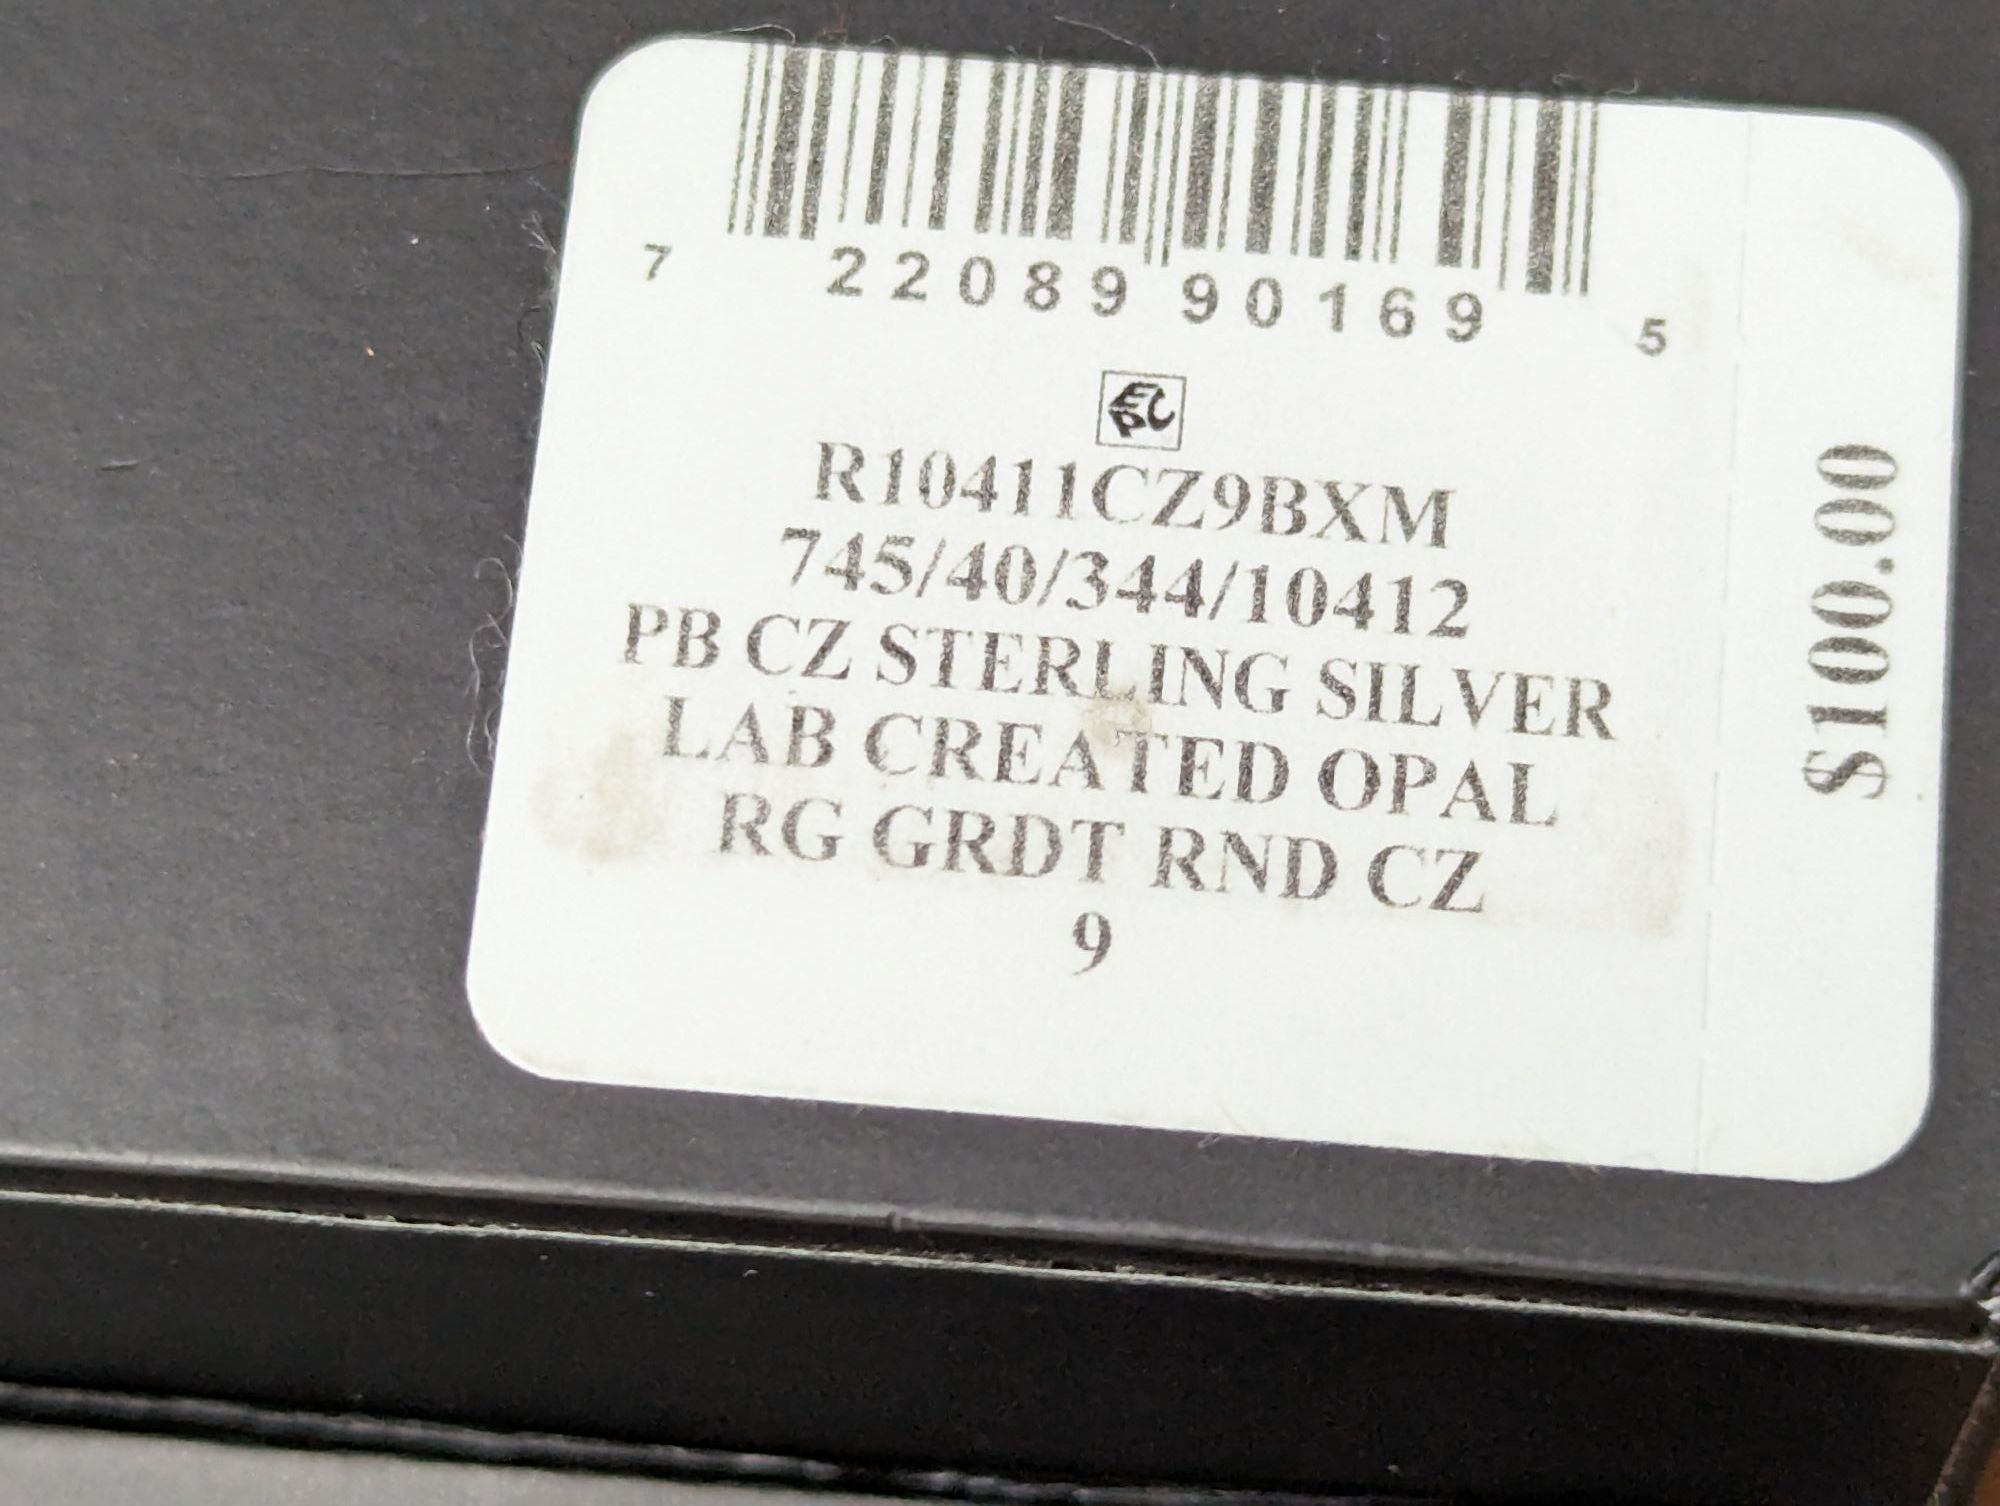 7 22089 90169 5
EPC
R10411CZ9BXM
745/40/344/10412
PB CZ STERLING SILVER
LAB CREATED OPAL
RG GRDT RND CZ
9
$100.00